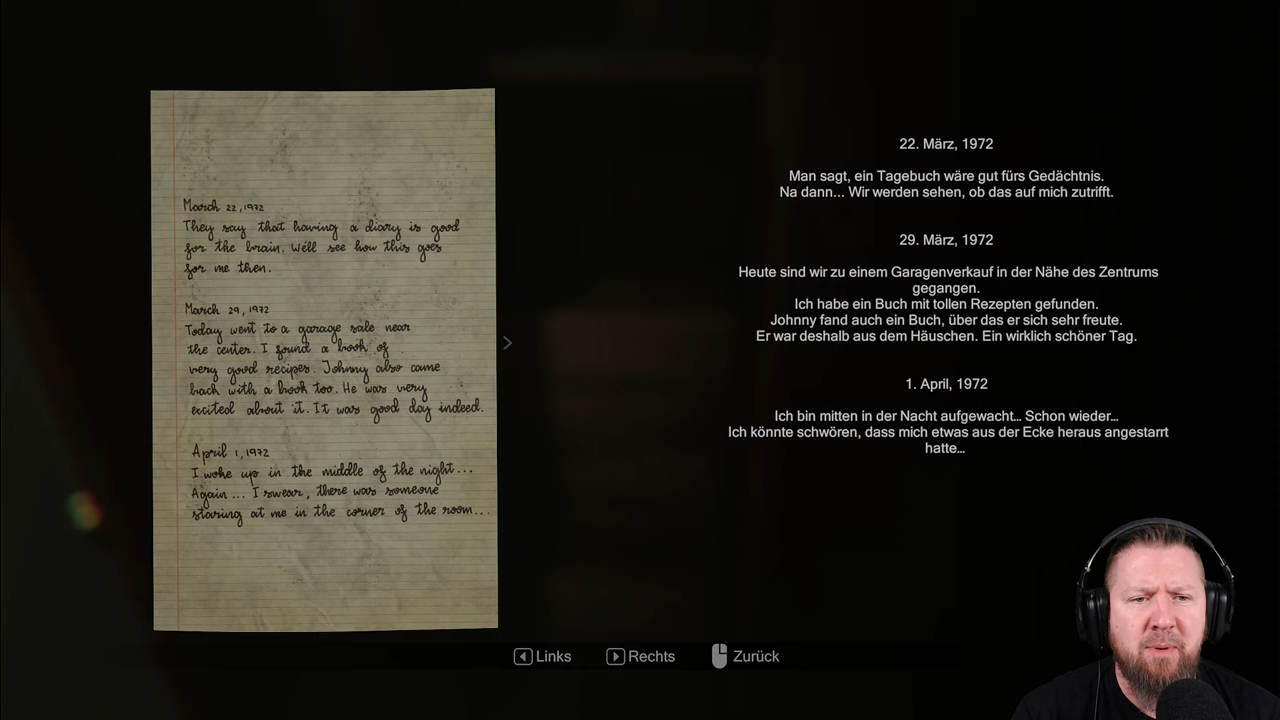 March 22, 1972
They say that having a diary is good
for the brain. We'll see how this goes
for me then.
March 29, 1972
Today went to a garage sale near
the center. I found a book of
very good recipes. Johnny also came
back with a book too. He was very
excited about it. It was good day indeed.
April 1, 1972
I woke up in the middle of the night...
Again... I swear, there was someone
staring at me in the corner of the room...
22. März, 1972
Man sagt, ein Tagebuch wäre gut fürs Gedächtnis.
Na dann... Wir werden sehen, ob das auf mich zutrifft.
29. März, 1972
Heute sind wir zu einem Garagenverkauf in der Nähe des Zentrums
gegangen.
Ich habe ein Buch mit tollen Rezepten gefunden.
Johnny fand auch ein Buch, über das er sich sehr freute.
Er war deshalb aus dem Häuschen. Ein wirklich schöner Tag.
1. April, 1972
Ich bin mitten in der Nacht aufgewacht... Schon wieder...
Ich könnte schwören, dass mich etwas aus der Ecke heraus angestarrt
hatte...
Links
Rechts
Zurück